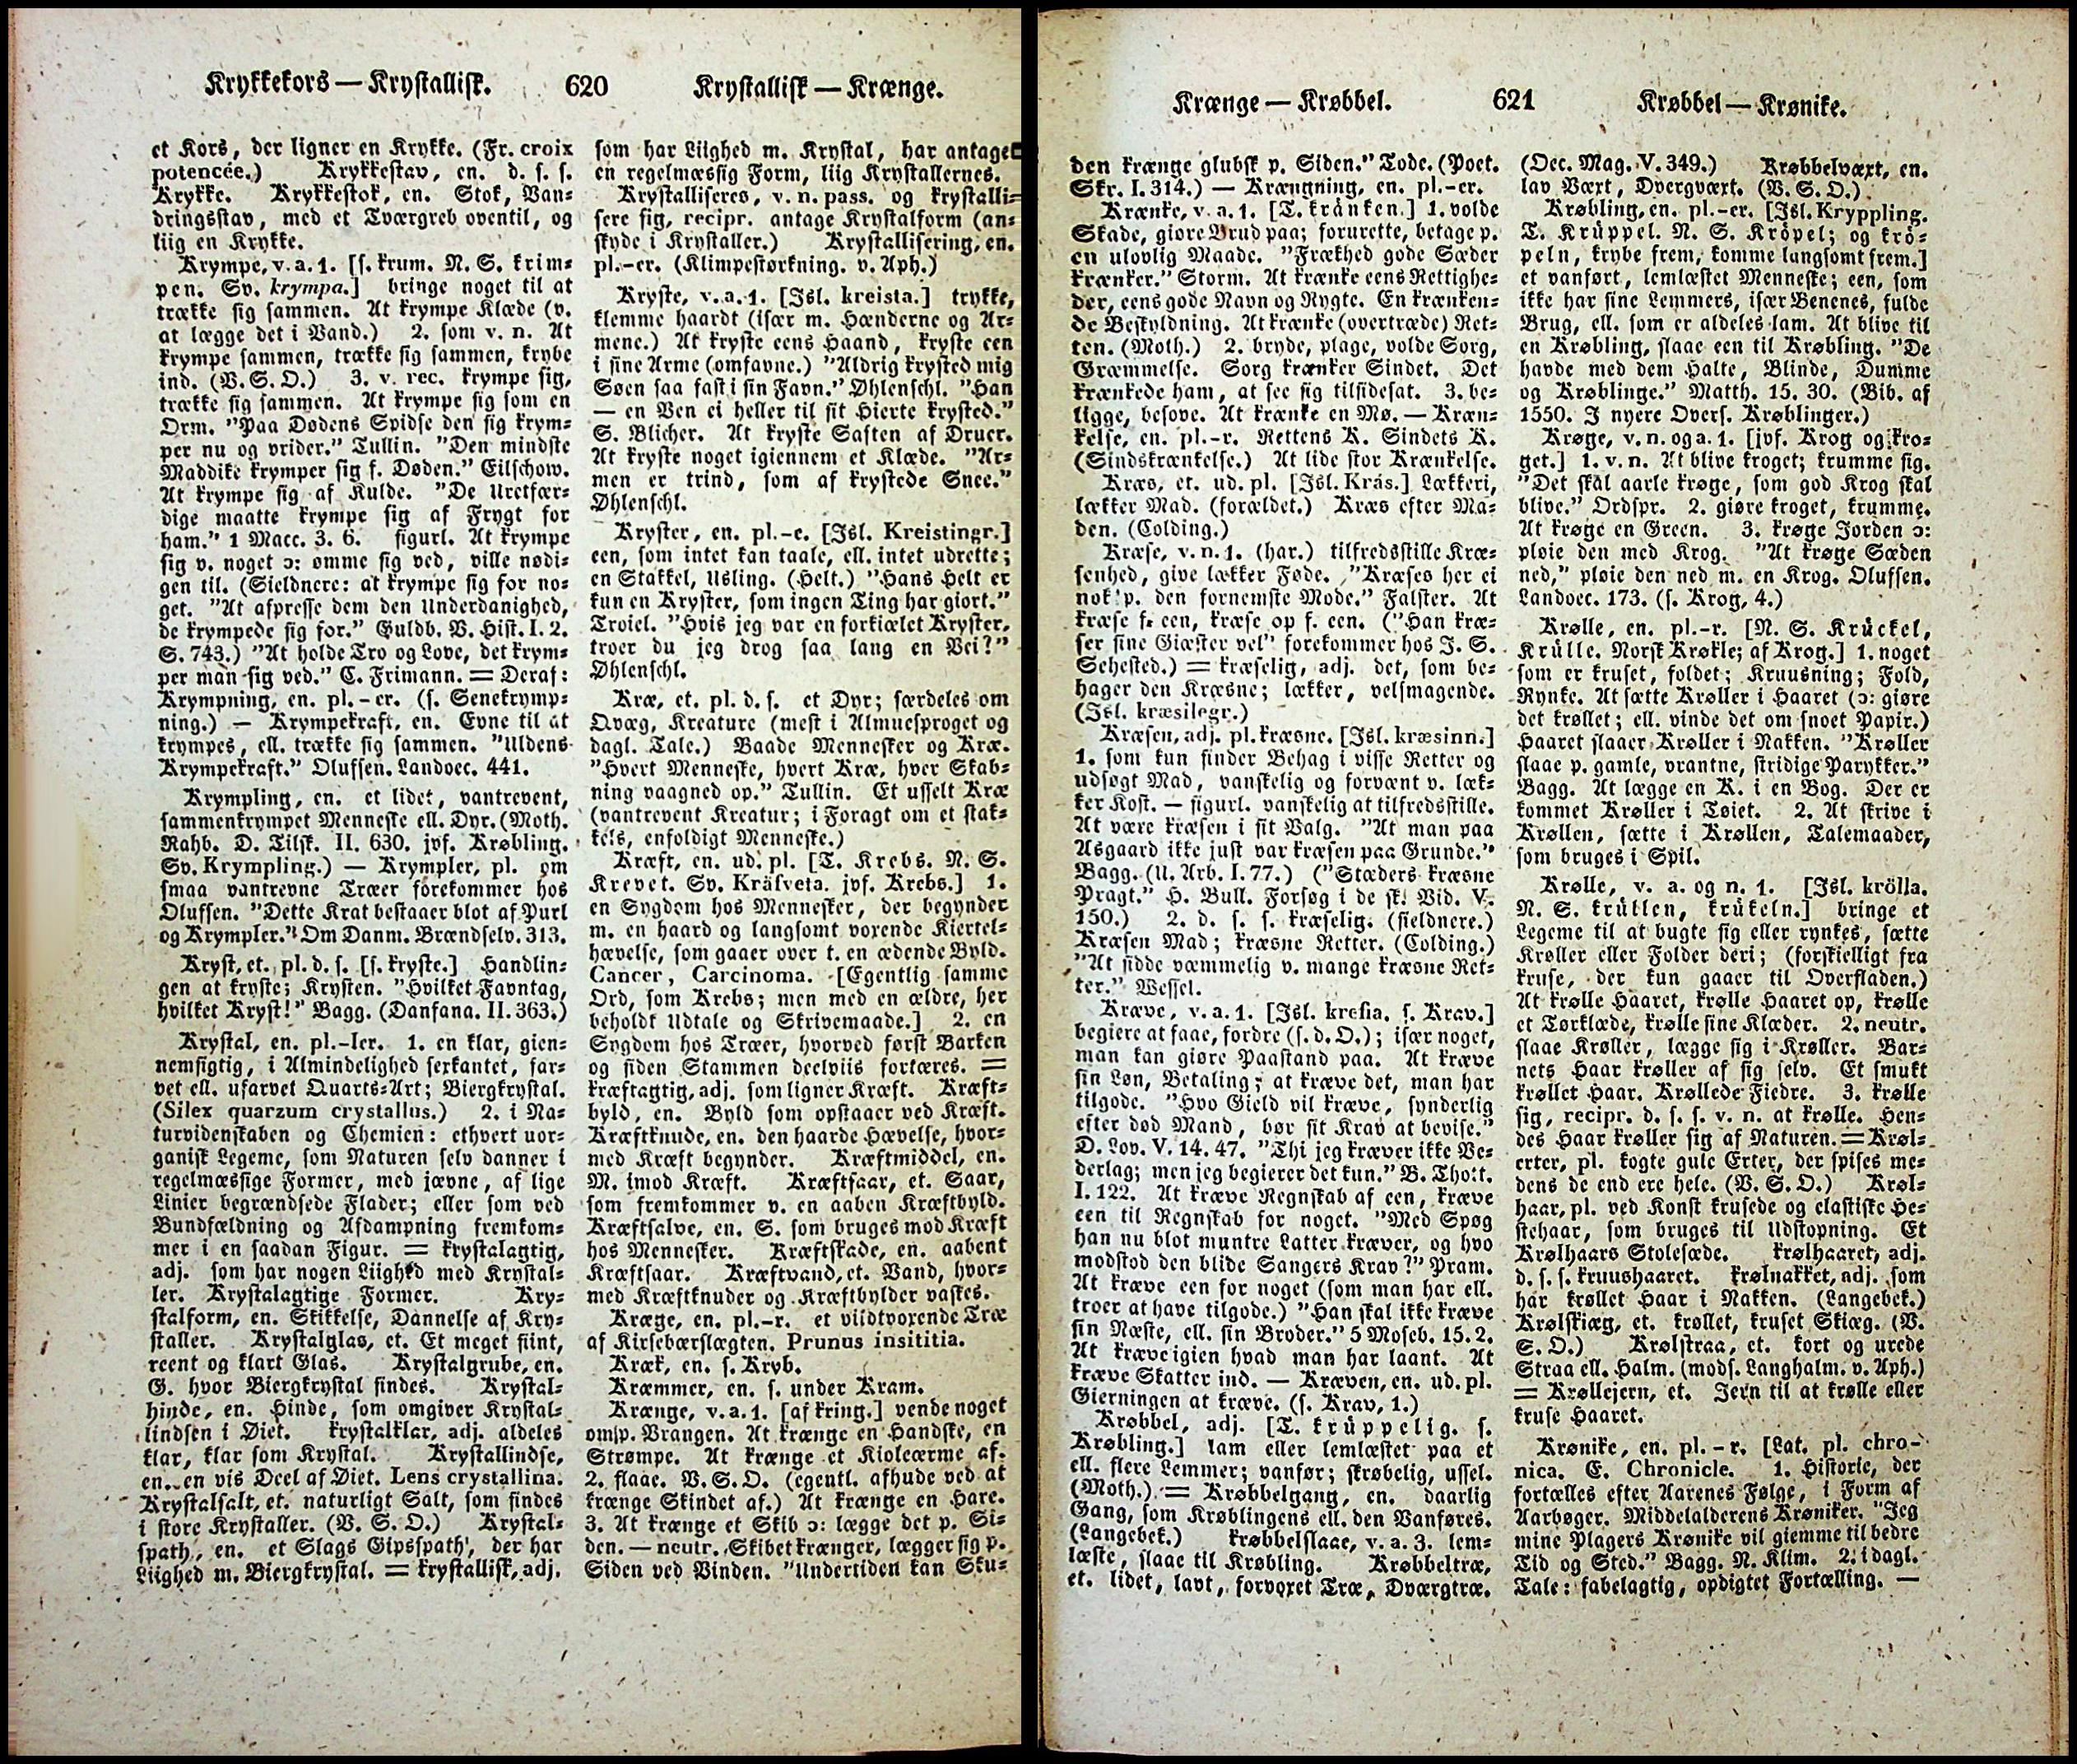 Krykkekors — Krystallisk. 620 Krystallisk — Krænge.
et Kors, der ligner en Krykke. (Fr. croix
potencée.) Krykkestav, en. d. s. s.
Krykke. Krykkestok, en. Stok, Van-
dringsstav, med et Tværgreb oventil, og
liig en Krykke.
Krympe, v. a. 1. [s. krum. N. S. krim-
pen. Sv. krympa.] bringe noget til at
trække sig sammen. At krympe Klæde (v.
at lægge det i Vand.) 2. som v. n. At
krympe sammen, trække sig sammen, krybe
ind. (V. S. O.) 3. v. rec. krympe sig,
trække sig sammen. At krympe sig som en
Orm. "Paa Dødens Spidse den sig krym-
per nu og vrider." Tullin. "Den mindste
Maddike krymper sig f. Døden." Eilschow.
At krympe sig af Kulde. "De Uretfær-
dige maatte krympe sig af Frygt for
ham." 1 Macc. 3. 6. figurl. At krympe
sig v. noget ɔ: ømme sig ved, ville nødi-
gen til. (Sieldnere: at krympe sig for no-
get. "At afpresse dem den Underdanighed,
de krympede sig for." Guldb. V. Hist. I. 2.
S. 743.) "At holde Tro og Love, det krym-
per man sig ved." C. Frimann. = Deraf:
Krympning, en. pl. -er. (s. Senekrymp-
ning.) — Krympekraft, en. Evne til at
krympes, ell. trække sig sammen. "Uldens
Krympekraft." Olufsen. Landoec. 441.
Krympling, en. et lidet, vantrevent,
sammenkrympet Menneske ell. Dyr. (Moth.
Rahb. D. Tilsk. II. 630. jvf. Krøbling.
Sv. Krympling.) — Krympler, pl. om
smaa vantrevne Træer forekommer hos
Olufsen. "Dette Krat bestaaer blot af Purl
og Krympler." Om Danm. Brændselv. 313.
Kryst, et. pl. d. s. [s. kryste.] Handlin-
gen at kryste; Krysten. "Hvilket Favntag,
hvilket Kryst!" Bagg. (Danfana. II. 363.)
Krystal, en. pl.-ler. 1. en klar, gien-
nemsigtig, i Almindelighed sexkantet, far-
vet ell. ufarvet Quarts-Art; Biergkrystal.
(Silex quarzum crystallus.) 2. i Na-
turvidenskaben og Chemien: ethvert uor-
ganisk Legeme, som Naturen selv danner i
regelmæssige Former, med jævne, af lige
Linier begrændsede Flader; eller som ved
Bundfældning og Afdampning fremkom-
mer i en saadan Figur. = krystalagtig,
adj. som har nogen Liighed med Krystal-
ler. Krystalagtige Former. Kry-
stalform, en. Skikkelse, Dannelse af Kry-
staller. Krystalglas, et. Et meget fiint,
reent og klart Glas. Krystalgrube, en.
G. hvor Biergkrystal findes. Krystal-
hinde, en. Hinde, som omgiver Krystal-
lindsen i Øiet. krystalklar, adj. aldeles
klar, klar som Krystal. Krystallindse,
en. en vis Deel af Øiet. Lens crystallina.
Krystalsalt, et. naturligt Salt, som findes
i store Krystaller. (V. S. O.) Krystal-
spath, en. et Slags Gipsspath, der har
Liighed m. Biergkrystal. = krystallisk, adj.
som har Liighed m. Krystal, har antaget
en regelmæssig Form, liig Krystallernes.
Krystalliseres, v. n. pass. og krystalli-
sere sig, recipr. antage Krystalform (an-
skyde i Krystaller.) Krystallisering, en.
pl.-er. (Klimpestørkning. v. Aph.)
Kryste, v. a. 1. [Isl. kreista.] trykke,
klemme haardt (især m. Hænderne og Ar-
mene.) At kryste eens Haand, kryste een
i sine Arme (omfavne.) "Aldrig krysted mig
Søen saa fast i sin Favn." Øhlenschl. "Han
— en Ven ei heller til sit Hierte krysted."
S. Blicher. At kryste Saften af Druer.
At kryste noget igiennem et Klæde. "Ar-
men er trind, som af krystede Snee."
Øhlenschl.
Kryster, en. pl.-e. [Isl. Kreistingr.]
een, som intet kan taale, ell. intet udrette;
en Stakkel, Usling. (Helt.) "Hans Helt er
kun en Kryster, som ingen Ting har giort."
Troiel. "Hvis jeg var en forkiælet Kryster,
troer du jeg drog saa lang en Vei?"
Øhlenschl.
Kræ, et. pl. d. s. et Dyr; særdeles om
Qvæg, Kreature (mest i Almuesproget og
dagl. Tale.) Baade Mennesker og Kræ.
"Hvert Menneske, hvert Kræ, hver Skab-
ning vaagned op." Tullin. Et usselt Kræ
(vantrevent Kreatur; i Foragt om et stak-
kels, enfoldigt Menneske.)
Kræft, en. ud. pl. [T. Krebs. N. S.
Krevet. Sv. Kräfveta. jvf. Krebs.] 1.
en Sygdom hos Mennesker, der begynder
m. en haard og langsomt voxende Kiertel-
hævelse, som gaaer over t. en ædende Byld.
Cancer, Carcinoma. [Egentlig samme
Ord, som Krebs; men med en ældre, her
beholdt Udtale og Skrivemaade.] 2. en
Sygdom hos Træer, hvorved først Barken
og siden Stammen deelviis fortæres. =
kræftagtig, adj. som ligner Kræft. Kræft-
byld, en. Byld som opstaaer ved Kræft.
Kræftknude, en. den haarde Hævelse, hvor-
med Kræft begynder. Kræftmiddel, en.
M. imod Kræft. Kræftsaar, et. Saar,
som fremkommer v. en aaben Kræftbyld.
Kræftsalve, en. S. som bruges mod Kræft
hos Mennesker. Kræftskade, en. aabent
Kræftsaar. Kræftvand, et. Vand, hvor-
med Kræftknuder og Kræftbylder vaskes.
Kræge, en. pl.-r. et vildtvoxende Træ
af Kirsebærslægten. Prunus insititia.
Kræk, en. s. Kryb.
Kræmmer, en. s. under Kram.
Krænge, v. a. 1. [af kring.] vende noget
omsp. Vrangen. At krænge en Handske, en
Strømpe. At krænge et Kioleærme af.
2. flaae. V. S. O. (egentl. afhude ved at
krænge Skindet af.) At krænge en Hare.
3. At krænge et Skib ɔ: lægge det p. Si-
den. — neutr. Skibet krænger, lægger sig p.
Siden ved Vinden. "Undertiden kan Sku-
Krænge — Krøbbel. 621 Krøbbel — Krønike.
den krænge glubsk p. Siden." Tode. (Poet.
Skr. I. 314.) — Krængning, en. pl.-er.
Krænke, v. a. 1. [T. kränken.] 1. volde
Skade, giøre Brud paa; forurette, betage p.
en ulovlig Maade. "Frækhed gode Sæder
krænker." Storm. At krænke eens Rettighe-
der, eens gode Navn og Rygte. En krænken-
de Beskyldning. At krænke (overtræde) Ret-
ten. (Moth.) 2. bryde, plage, volde Sorg,
Græmmelse. Sorg krænker Sindet. Det
krænkede ham, at see sig tilsidesat. 3. be-
ligge, besove. At krænke en Mø. — Kræn-
kelse, en. pl.-r. Rettens K. Sindets K.
(Sindskrænkelse.) At lide stor Krænkelse.
Kræs, et. ud. pl. [Isl. Krás.] Lækkeri,
lækker Mad. (forældet.) Kræs efter Ma-
den. (Colding.)
Kræse, v. n. 1. (har.) tilfredsstille Kræ-
senhed, give lækker Føde. "Kræses her ei
nok p. den fornemste Mode." Falster. At
kræse f. een, kræse op f. een. ("Han kræ-
ser sine Giæster vel" forekommer hos J. S.
Sehested.) = kræselig, adj. det, som be-
hager den Kræsne; lækker, velsmagende.
(Isl. kræsilegr.)
Kræsen, adj. pl. kræsne. [Isl. kræsinn.]
1. som kun finder Behag i visse Retter og
udsøgt Mad, vanskelig og forvænt v. læk-
ker Kost. — figurl. vanskelig at tilfredsstille.
At være kræsen i sit Valg. "At man paa
Asgaard ikke just var kræsen paa Grunde."
Bagg. (U. Arb. I. 77.) ("Stæders kræsne
Pragt." H. Bull. Forsøg i de sk. Vid. V.
150.) 2. d. s. s. kræselig. (sieldnere.)
Kræsen Mad; kræsne Retter. (Colding.)
"At sidde væmmelig v. mange kræsne Ret-
ter." Wessel.
Kræve, v. a. 1. [Isl. krefia. s. Krav.]
begiere at faae, fordre (s. d. O.); især noget,
man kan giøre Paastand paa. At kræve
sin Løn, Betaling; at kræve det, man har
tilgode. "Hvo Gield vil kræve, synderlig
efter død Mand, bør sit Krav at bevise."
D. Lov. V. 14. 47. "Thi jeg kræver ikke Ve-
derlag; men jeg begierer det kun." B. Thott.
I. 122. At kræve Regnskab af een, kræve
een til Regnskab for noget. "Med Spøg
han nu blot muntre Latter kræver, og hvo
modstod den blide Sangers Krav?" Pram.
At kræve een for noget (som man har ell.
troer at have tilgode.) "Han skal ikke kræve
sin Næste, ell. sin Broder." 5 Moseb. 15. 2.
At kræve igien hvad man har laant. At
kræve Skatter ind. — Kræven, en. ud. pl.
Gierningen at kræve. (s. Krav, 1.)
Krøbbel, adj. [T. krüppelig. s.
Krøbling.] lam eller lemlæstet paa et
ell. flere Lemmer; vanfør; skrøbelig, ussel.
(Moth.) = Krøbbelgang, en. daarlig
Gang, som Krøblingens ell. den Vanføres.
(Langebek.) krøbbelslaae, v. a. 3. lem-
læste, slaae til Krøbling. Krøbbeltræ,
et. lidet, lavt, forvoxet Træ, Dværgtræ.
(Oec. Mag. V. 349.) Krøbbelvæxt, en.
lav Væxt, Dvergvæxt. (V. S. O.)
Krøbling, en. pl.-er. [Isl. Kryppling.
T. Krüppel. N. S. Kröpel; og krö-
peln, krybe frem, komme langsomt frem.]
et vanført, lemlæstet Menneske; een, som
ikke har sine Lemmers, især Benenes, fulde
Brug, ell. som er aldeles lam. At blive til
en Krøbling, slaae een til Krøbling. "De
havde med dem Halte, Blinde, Dumme
og Krøblinge." Matth. 15. 30. (Bib. af
1550. I nyere Overs. Krøblinger.)
Krøge, v. n. og a. 1. [jvf. Krog og kro-
get.] 1. v. n. At blive kroget; krumme sig.
"Det skal aarle krøge, som god Krog skal
blive." Ordspr. 2. giøre kroget, krumme.
At krøge en Green. 3. krøge Jorden ɔ:
pløie den med Krog. "At krøge Sæden
ned," pløie den ned m. en Krog. Olufsen.
Landoec. 173. (s. Krog, 4.)
Krølle, en. pl.-r. [N. S. Krückel,
Krülle. Norsk Krøkle; af Krog.] 1. noget
som er kruset, foldet; Kruusning; Fold,
Rynke. At sætte Krøller i Haaret (ɔ: giøre
det krøllet; ell. vinde det om snoet Papir.)
Haaret slaaer Krøller i Nakken. "Krøller
slaae p. gamle, vrantne, stridige Parykker."
Bagg. At lægge en K. i en Bog. Der er
kommet Krøller i Tøiet. 2. At skrive i
Krøllen, sætte i Krøllen, Talemaader,
som bruges i Spil.
Krølle, v. a. og n. 1. [Isl. krölla.
N. S. krüllen, krükeln.] bringe et
Legeme til at bugte sig eller rynkes, sætte
Krøller eller Folder deri; (forskielligt fra
kruse, der kun gaaer til Overfladen.)
At krølle Haaret, krølle Haaret op, krølle
et Tørklæde, krølle sine Klæder. 2. neutr.
slaae Krøller, lægge sig i Krøller. Bar-
nets Haar krøller af sig selv. Et smukt
krøllet Haar. Krøllede Fiedre. 3. krølle
sig, recipr. d. s. s. v. n. at krølle. Hen-
des Haar krøller sig af Naturen. = Krøl-
erter, pl. kogte gule Erter, der spises me-
dens de end ere hele. (V. S. O.) Krøl-
haar, pl. ved Konst krusede og elastiske He-
stehaar, som bruges til Udstopning. Et
Krølhaars Stolesæde. krølhaaret, adj.
d. s. s. kruushaaret. krølnakket, adj. som
har krøllet Haar i Nakken. (Langebek.)
Krølskiæg, et. krøllet, kruset Skiæg. (V.
S. O.) Krølstraa, et. kort og urede
Straa ell. Halm. (mods. Langhalm. v. Aph.)
= Krøllejern, et. Jern til at krølle eller
kruse Haaret.
Krønike, en. pl. -r. [Lat. pl. chro-
nica. E. Chronicle. 1. Historie, der
fortælles efter Aarenes Følge, i Form af
Aarbøger. Middelalderens Krøniker. "Jeg
mine Plagers Krønike vil giemme til bedre
Tid og Sted." Bagg. N. Klim. 2. i dagl.
Tale: fabelagtig, opdigtet Fortælling. —